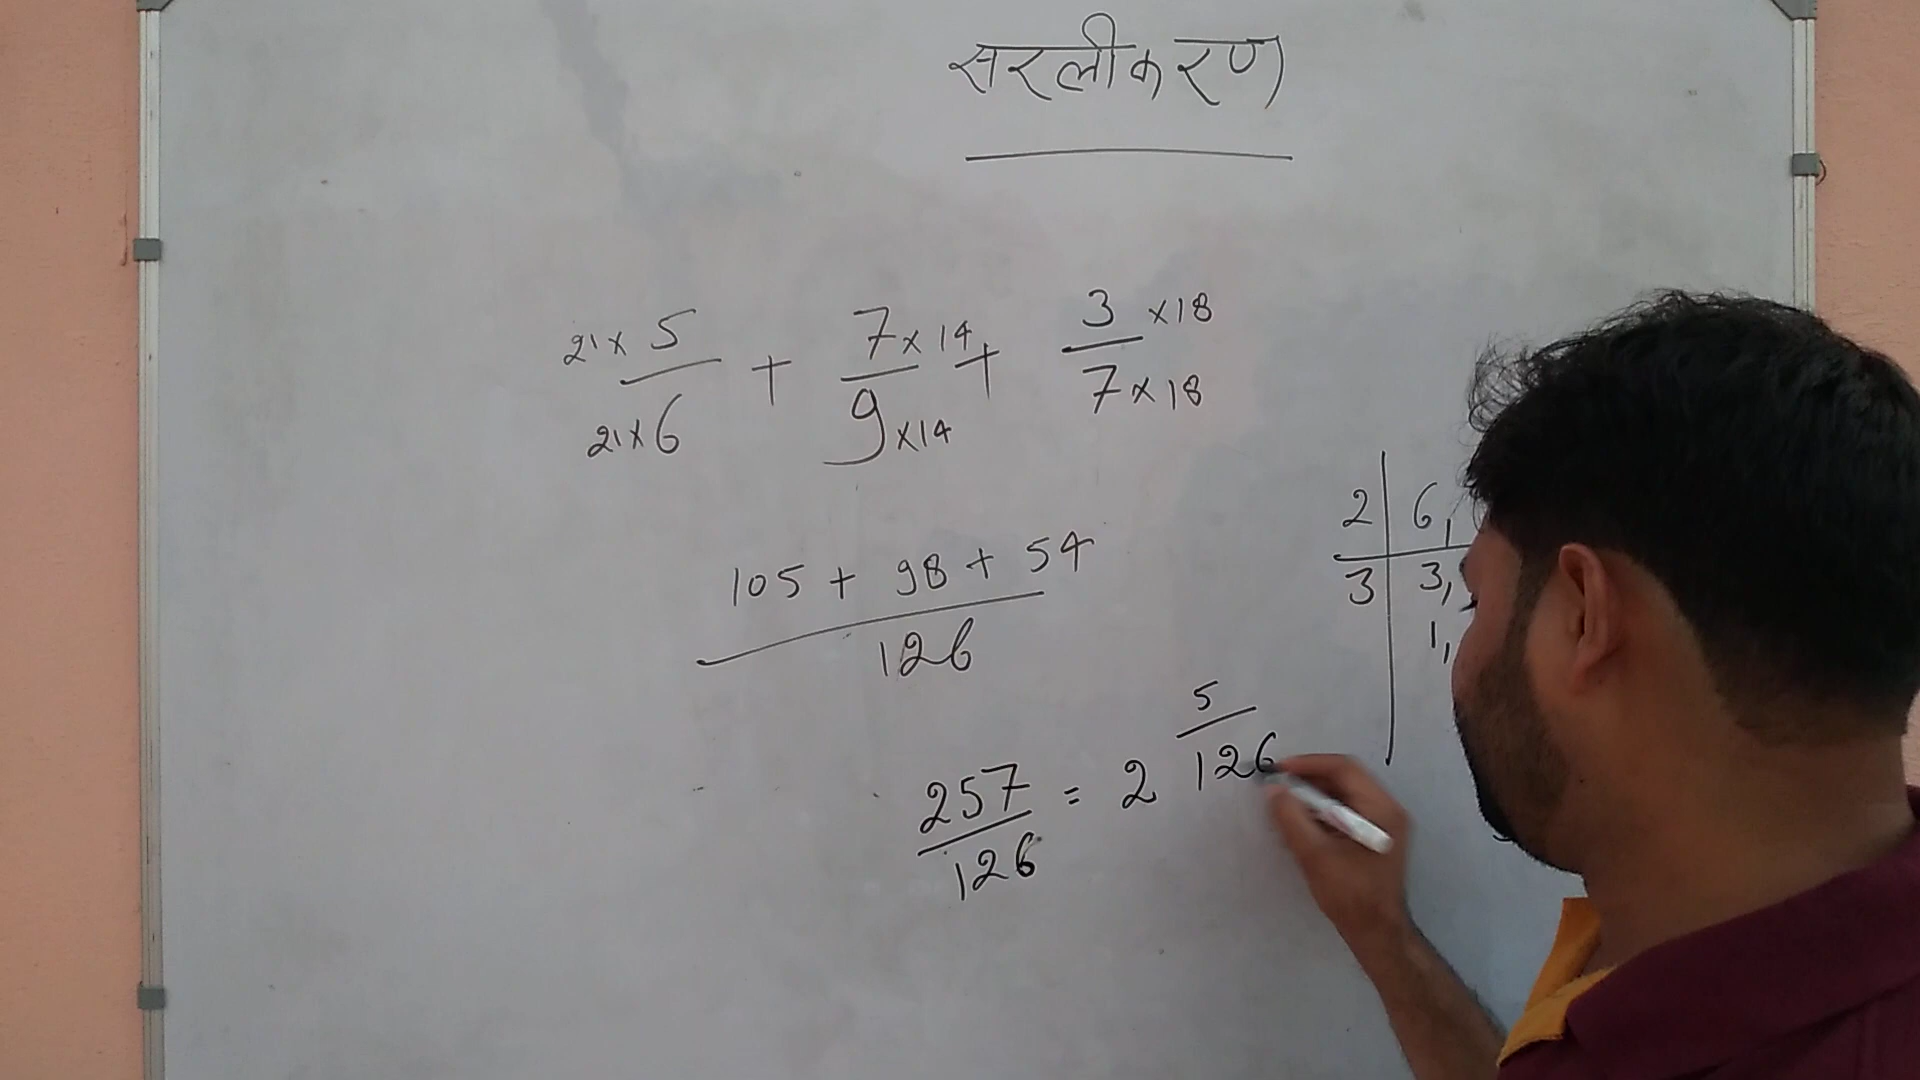 सरलीकरण
21 x 5 + 7 x 14 + 3 x 18
21 x 6 9 x 14 7 x 18
105 + 98 + 54
126
257 = 2 5
126 126
2 6,
3 3,
1,